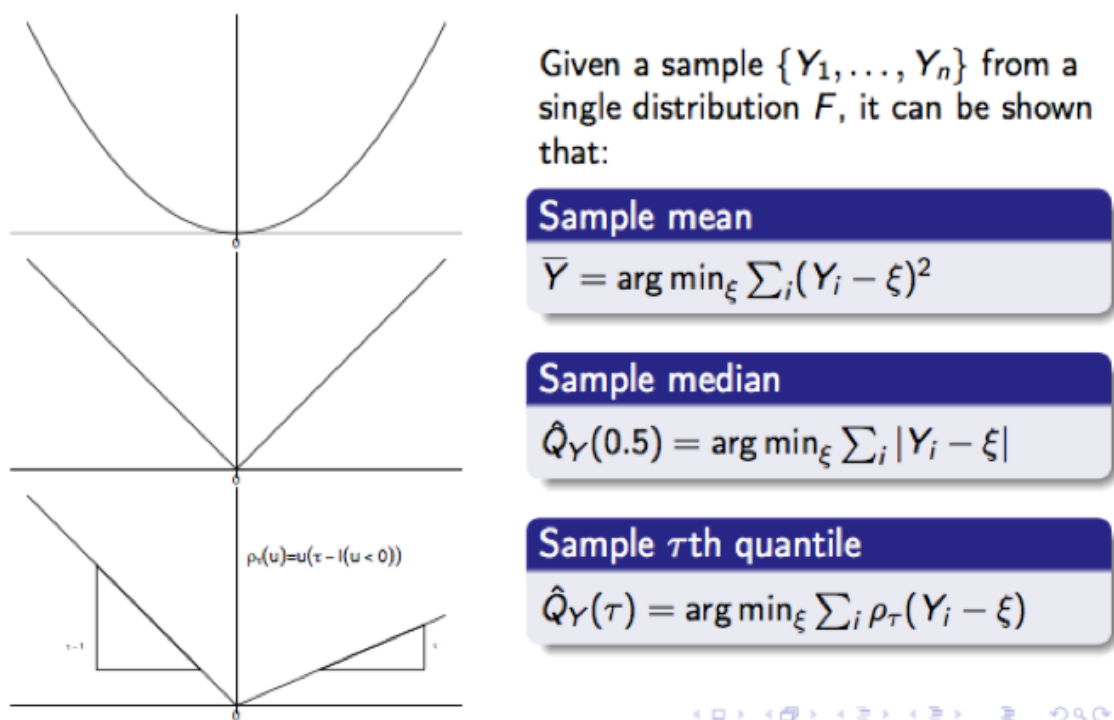 0
0
ρτ(u)=u(τ−I(u < 0))
τ−1
0
Given a sample {Y₁, . . . , Yₙ} from a
single distribution F, it can be shown
that:
Sample mean
Y̅ = arg min_ξ ∑ᵢ(Yᵢ − ξ)²
Sample median
Q̂_Y(0.5) = arg min_ξ ∑ᵢ |Yᵢ − ξ|
Sample τth quantile
Q̂_Y(τ) = arg min_ξ ∑ᵢ ρ_τ(Yᵢ − ξ)